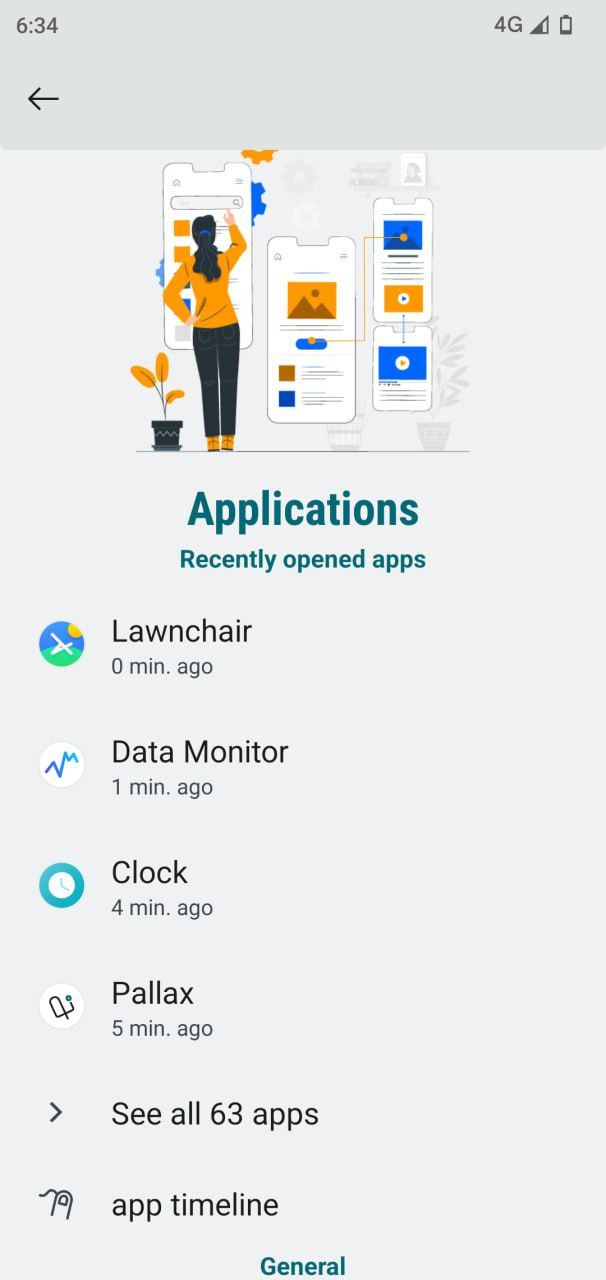 6:34
4G
Applications
Recently opened apps
Lawnchair
0 min. ago
Data Monitor
1 min. ago
Clock
4 min. ago
Pallax
5 min. ago
See all 63 apps
app timeline
General